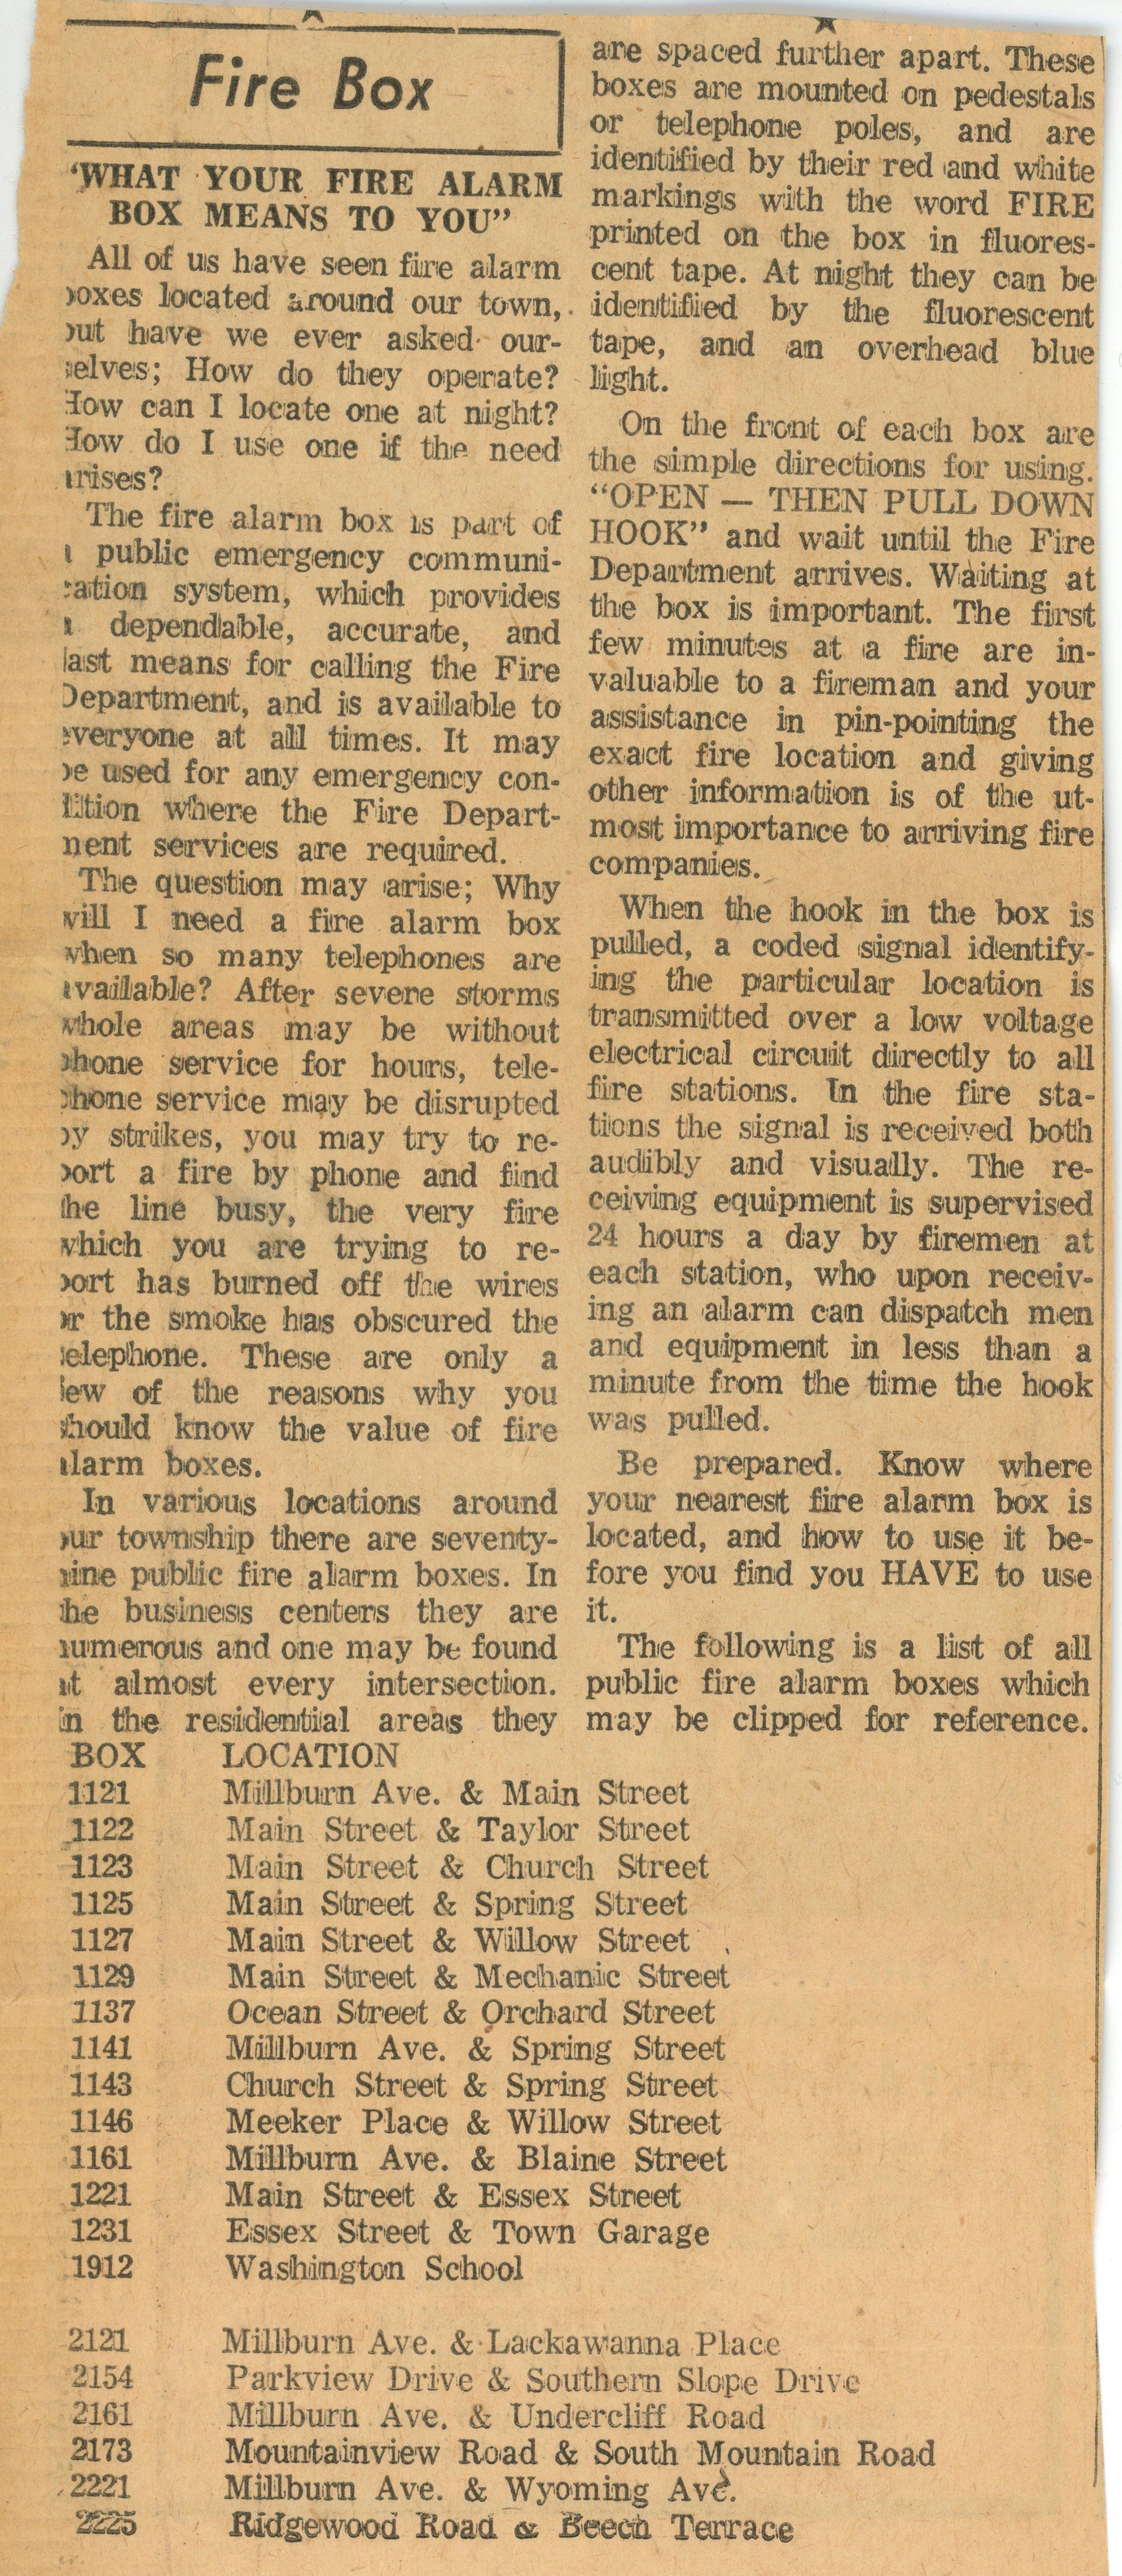 Fire Box
'WHAT YOUR FIRE ALARM
BOX MEANS TO YOU"
All of us have seen fire alarm
boxes located around our town,
but have we ever asked our-
selves; How do they operate?
How can I locate one at night?
How do I use one if the need
arises?
The fire alarm box is part of
a public emergency communi-
cation system, which provides
a dependable, accurate, and
fast means for calling the Fire
Department, and is available to
everyone at all times. It may
be used for any emergency con-
dition where the Fire Depart-
ment services are required.
The question may arise; Why
will I need a fire alarm box
when so many telephones are
available? After severe storms
whole areas may be without
phone service for hours, tele-
phone service may be disrupted
by strikes, you may try to re-
port a fire by phone and find
the line busy, the very fire
which you are trying to re-
port has burned off the wires
or the smoke has obscured the
telephone. These are only a
few of the reasons why you
should know the value of fire
alarm boxes.
In various locations around
our township there are seventy-
nine public fire alarm boxes. In
the business centers they are
numerous and one may be found
at almost every intersection.
In the residential areas they
are spaced further apart. These
boxes are mounted on pedestals
or telephone poles, and are
identified by their red and white
markings with the word FIRE
printed on the box in fluores-
cent tape. At night they can be
identified by the fluorescent
tape, and an overhead blue
light.
On the front of each box are
the simple directions for using.
"OPEN — THEN PULL DOWN
HOOK" and wait until the Fire
Department arrives. Waiting at
the box is important. The first
few minutes at a fire are in-
valuable to a fireman and your
assistance in pin-pointing the
exact fire location and giving
other information is of the ut-
most importance to arriving fire
companies.
When the hook in the box is
pulled, a coded signal identify-
ing the particular location is
transmitted over a low voltage
electrical circuit directly to all
fire stations. In the fire sta-
tions the signal is received both
audibly and visually. The re-
ceiving equipment is supervised
24 hours a day by firemen at
each station, who upon receiv-
ing an alarm can dispatch men
and equipment in less than a
minute from the time the hook
was pulled.
Be prepared. Know where
your nearest fire alarm box is
located, and how to use it be-
fore you find you HAVE to use
it.
The following is a list of all
public fire alarm boxes which
may be clipped for reference.
BOX LOCATION
1121 Millburn Ave. & Main Street
1122 Main Street & Taylor Street
1123 Main Street & Church Street
1125 Main Street & Spring Street
1127 Main Street & Willow Street
1129 Main Street & Mechanic Street
1137 Ocean Street & Orchard Street
1141 Millburn Ave. & Spring Street
1143 Church Street & Spring Street
1146 Meeker Place & Willow Street
1161 Millburn Ave. & Blaine Street
1221 Main Street & Essex Street
1231 Essex Street & Town Garage
1912 Washington School
2121 Millburn Ave. & Lackawanna Place
2154 Parkview Drive & Southern Slope Drive
2161 Millburn Ave. & Undercliff Road
2173 Mountainview Road & South Mountain Road
2221 Millburn Ave. & Wyoming Ave.
2225 Ridgewood Road & Beech Terrace